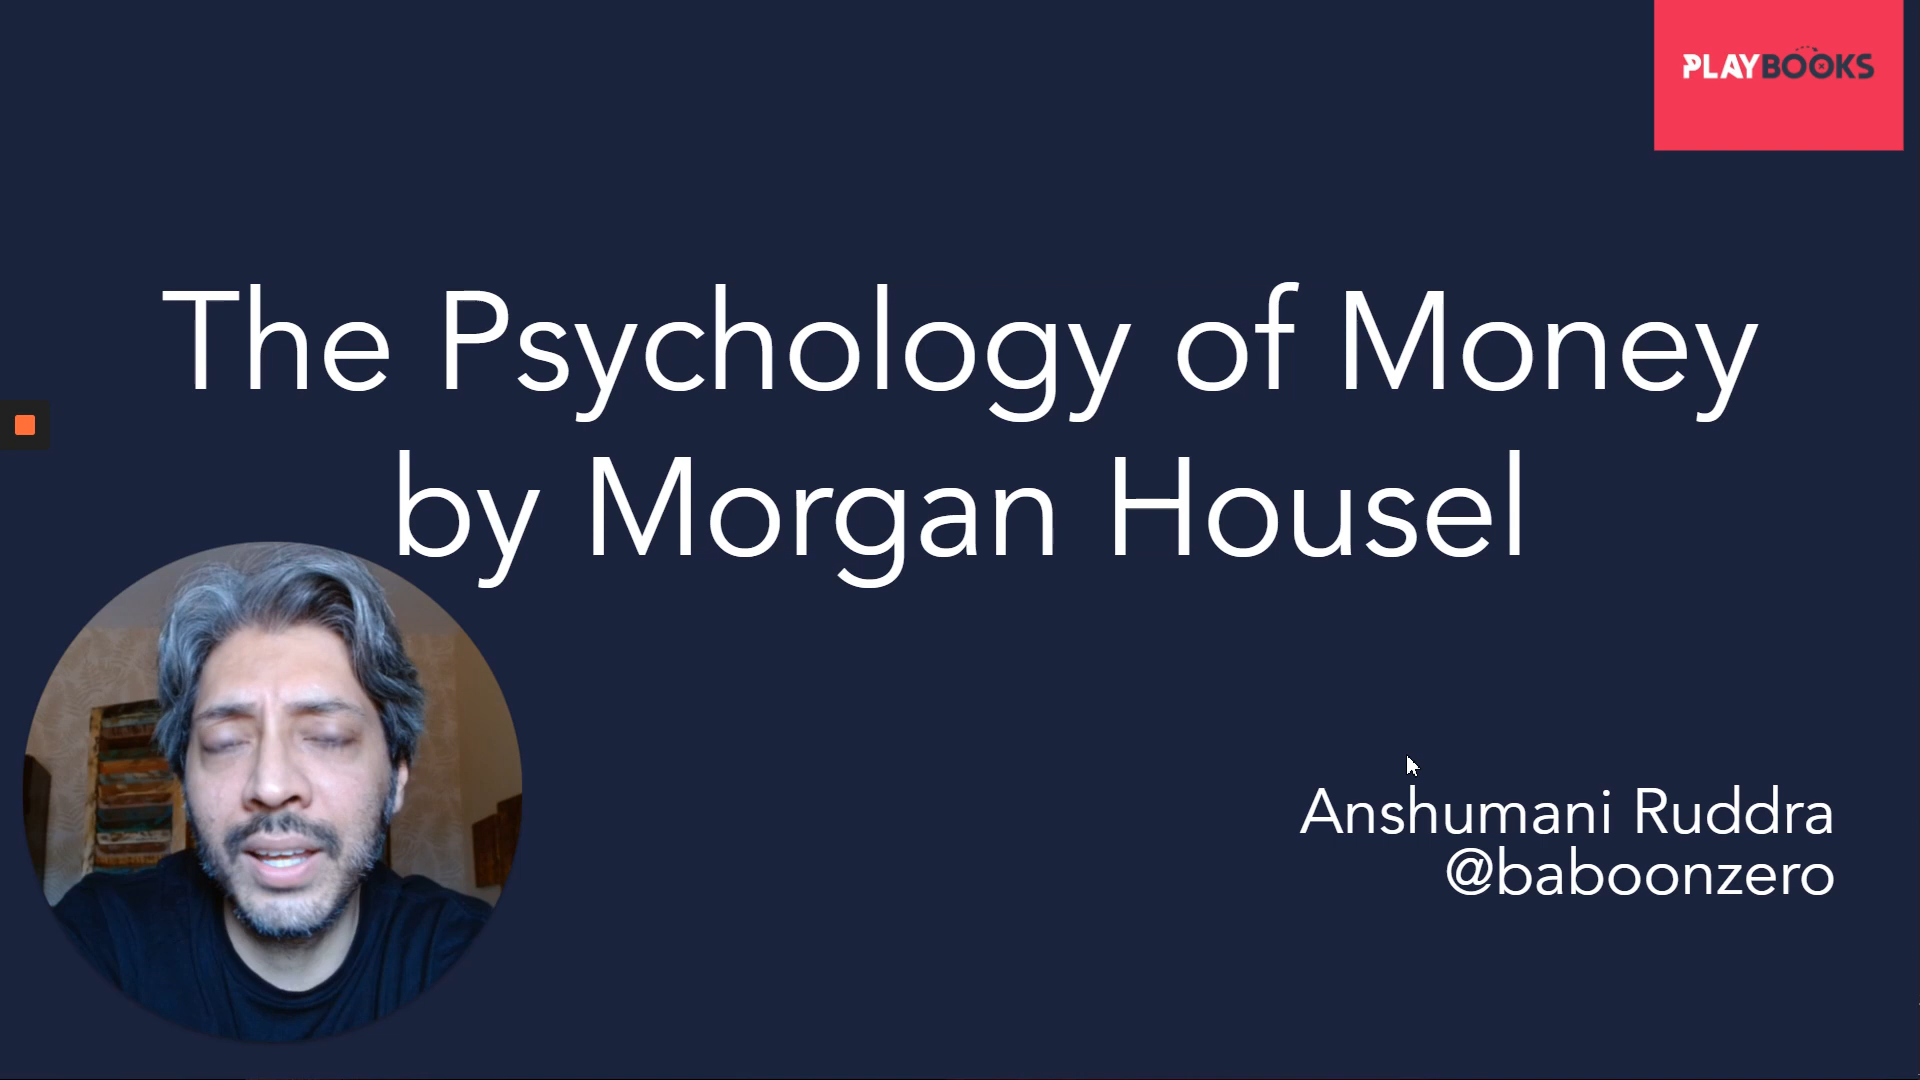 PLAYBOOKS
The Psychology of Money
by Morgan Housel
Anshumani Ruddra
@baboonzero